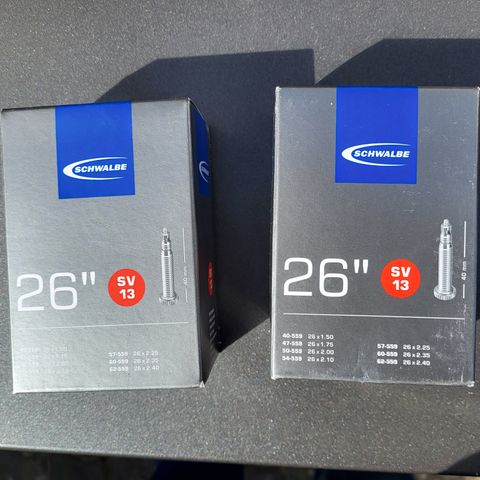 SCHWALBE
26"
SV
13
40 mm
1.50
57-559 26 x 2.25
60-559 26 x 2.35
62-559 26 x 2.40
SCHWALBE
26"
SV
13
40 mm
40-559 26 x 1.50
47-559 26 x 1.75
50-559 26 x 2.00
54-559 26 x 2.10
57-559 26 x 2.25
60-559 26 x 2.35
62-559 26 x 2.40